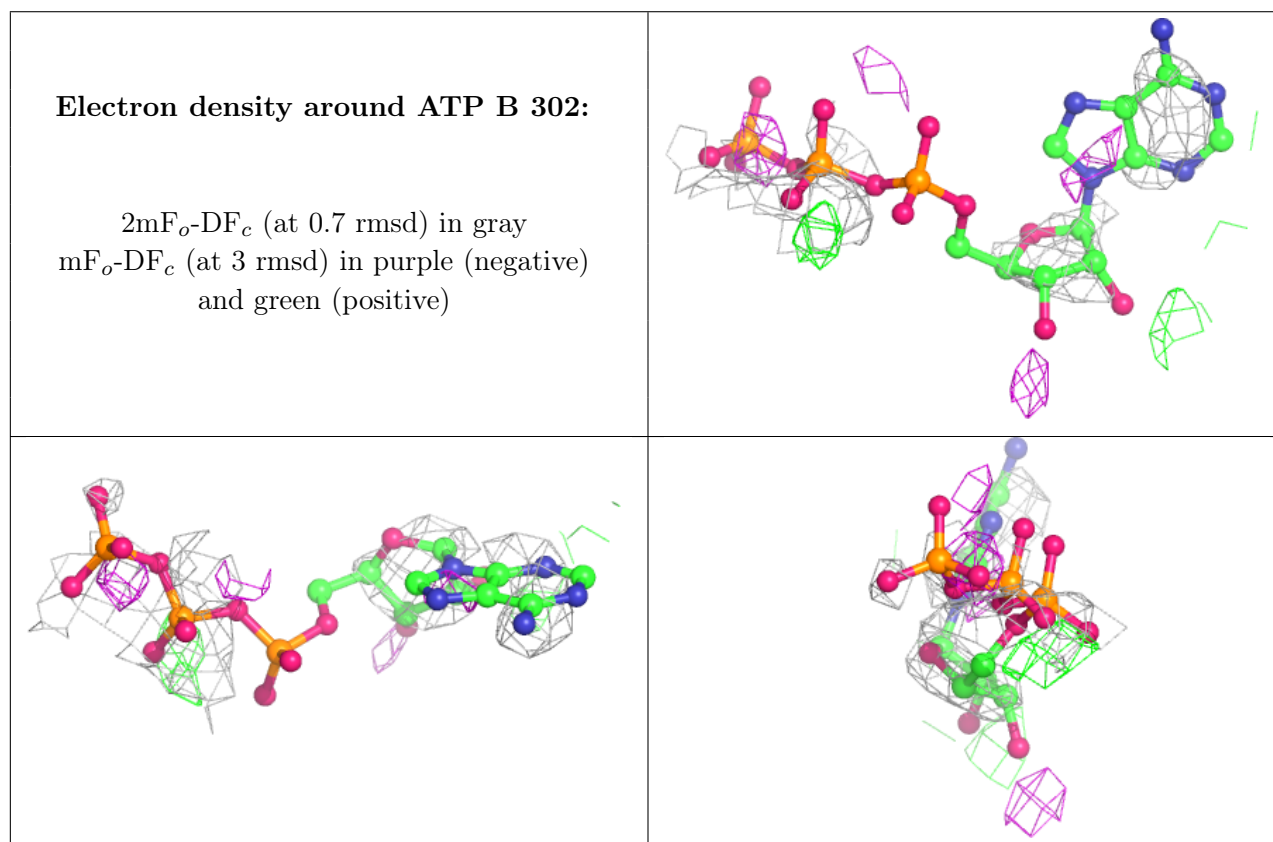 Electron density around ATP B 302:
2mFo-DFc (at 0.7 rmsd) in gray
mFo-DFc (at 3 rmsd) in purple (negative)
and green (positive)